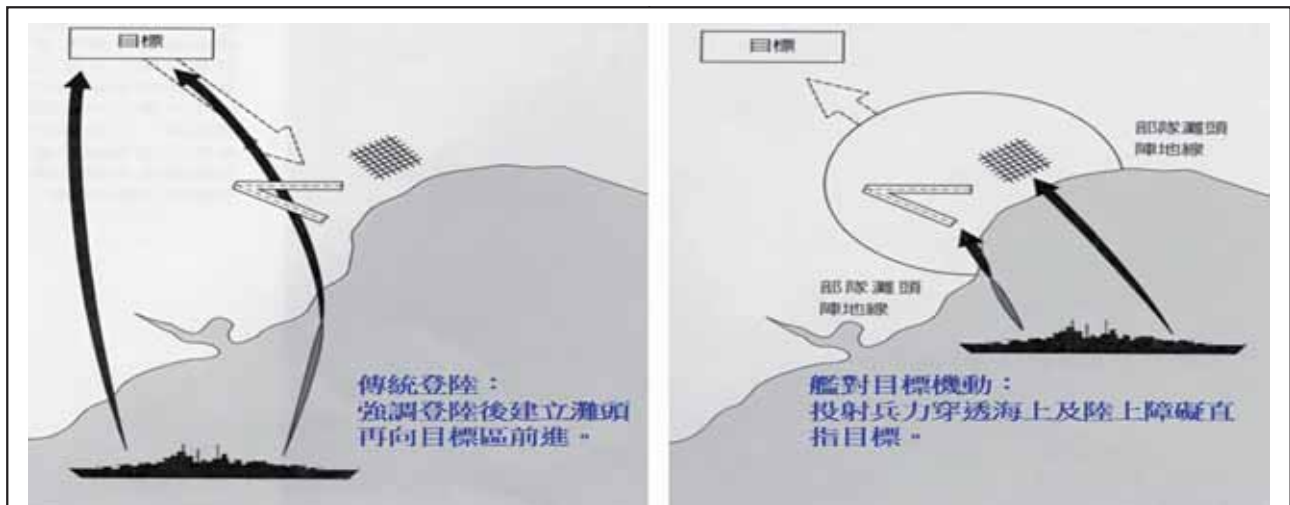 目標
傳統登陸：
強調登陸後建立灘頭
再向目標區前進。
目標
部隊灘頭
陣地線
部隊灘頭
陣地線
艦對目標機動：
投射兵力穿透海上及陸上障礙直
指目標。